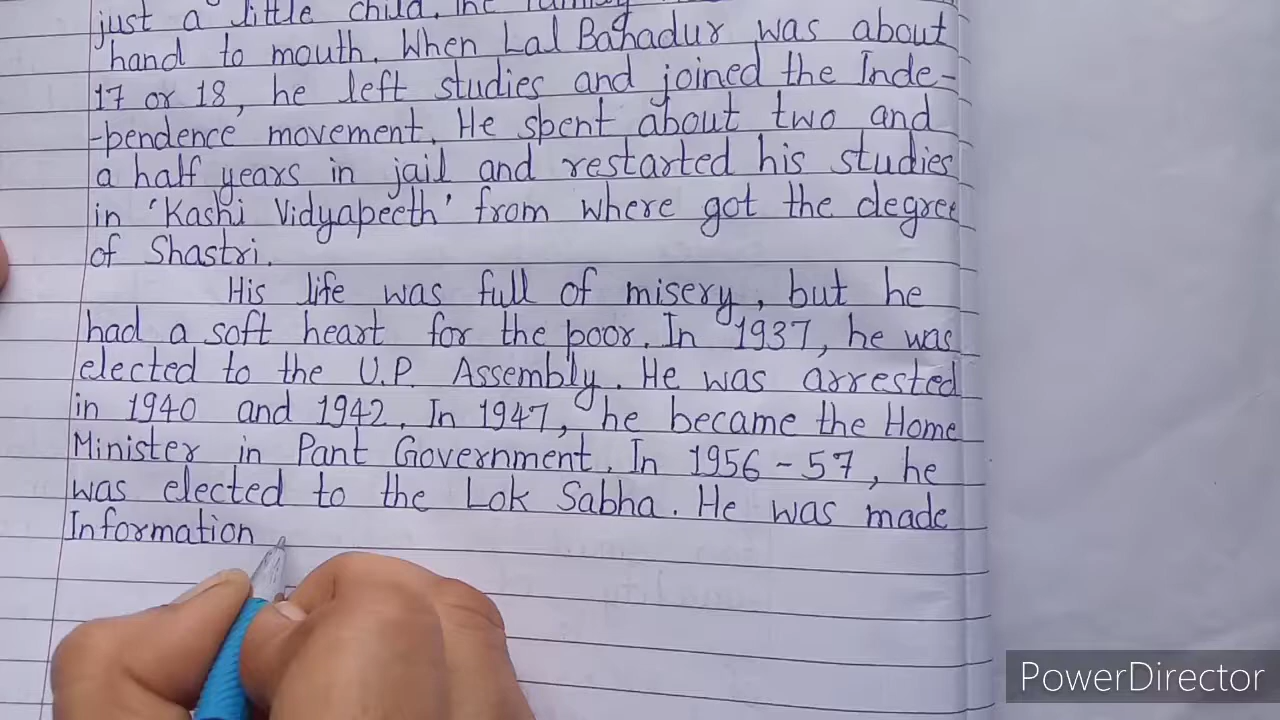 just a little child. The family
hand to mouth. When Lal Bahadur was about
17 or 18, he left studies and joined the Inde-
-pendence movement. He spent about two and
a half years in jail and restarted his studies
in 'Kashi Vidyapeeth' from where got the degree
of Shastri.
His life was full of misery, but he
had a soft heart for the poor. In 1937, he was
elected to the U.P. Assembly. He was arrested
in 1940 and 1942. In 1947, he became the Home
Minister in Pant Government. In 1956-57, he
was elected to the Lok Sabha. He was made
Information
PowerDirector